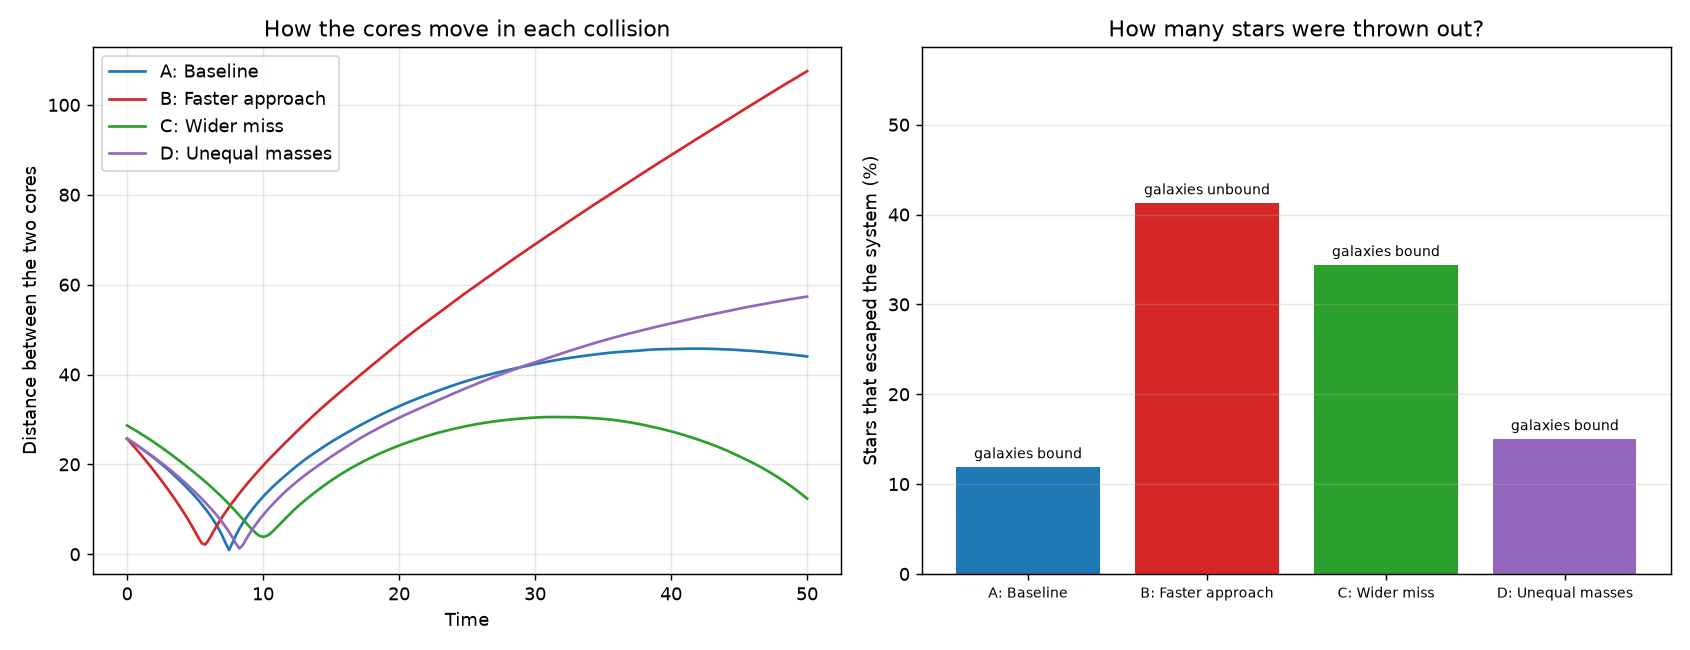 How the cores move in each collision
A: Baseline
B: Faster approach
C: Wider miss
D: Unequal masses
Distance between the two cores
100
80
60
40
20
0
0 10 20 30 40 50
Time
How many stars were thrown out?
Stars that escaped the system (%)
50
40
30
20
10
0
galaxies bound
galaxies unbound
galaxies bound
galaxies bound
A: Baseline B: Faster approach C: Wider miss D: Unequal masses